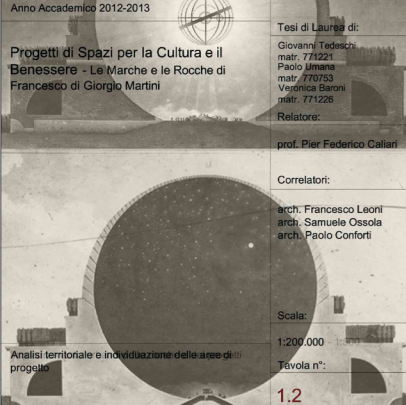 Anno Accademico 2012-2013
Progetti di Spazi per la Cultura e il
Benessere - Le Marche e le Rocche di
Francesco di Giorgio Martini
Tesi di Laurea di:
Giovanni Tedeschi
matr. 771221
Paolo Umana
matr. 770753
Veronica Baroni
matr. 771226
Relatore:
prof. Pier Federico Caliari
Correlatori:
arch. Francesco Leoni
arch. Samuele Ossola
arch. Paolo Conforti
Scala:
1:200.000
Analisi territoriale e individuazione delle aree di
progetto
Tavola n°:
1.2